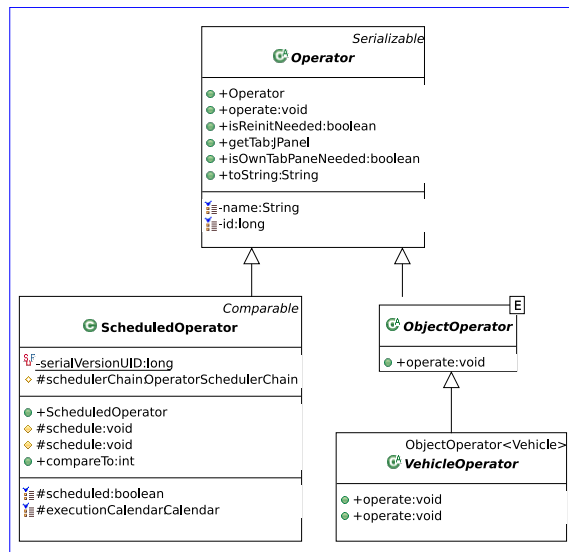 Serializable
Operator
+Operator
+operate:void
+isReinitNeeded:boolean
+getTab:JPanel
+isOwnTabPaneNeeded:boolean
+toString:String
-name:String
-id:long
Comparable
ScheduledOperator
-serialVersionUID:long
#schedulerChain:OperatorSchedulerChain
+ScheduledOperator
#schedule:void
#schedule:void
+compareTo:int
#scheduled:boolean
#executionCalendar:Calendar
E
ObjectOperator
+operate:void
ObjectOperator<Vehicle>
VehicleOperator
+operate:void
+operate:void